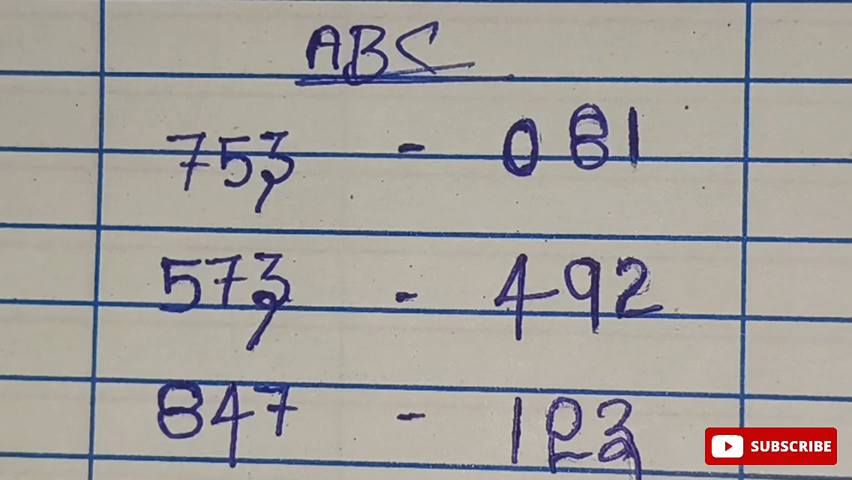 ABC
753 - 081
573 - 492
847 - 123
SUBSCRIBE